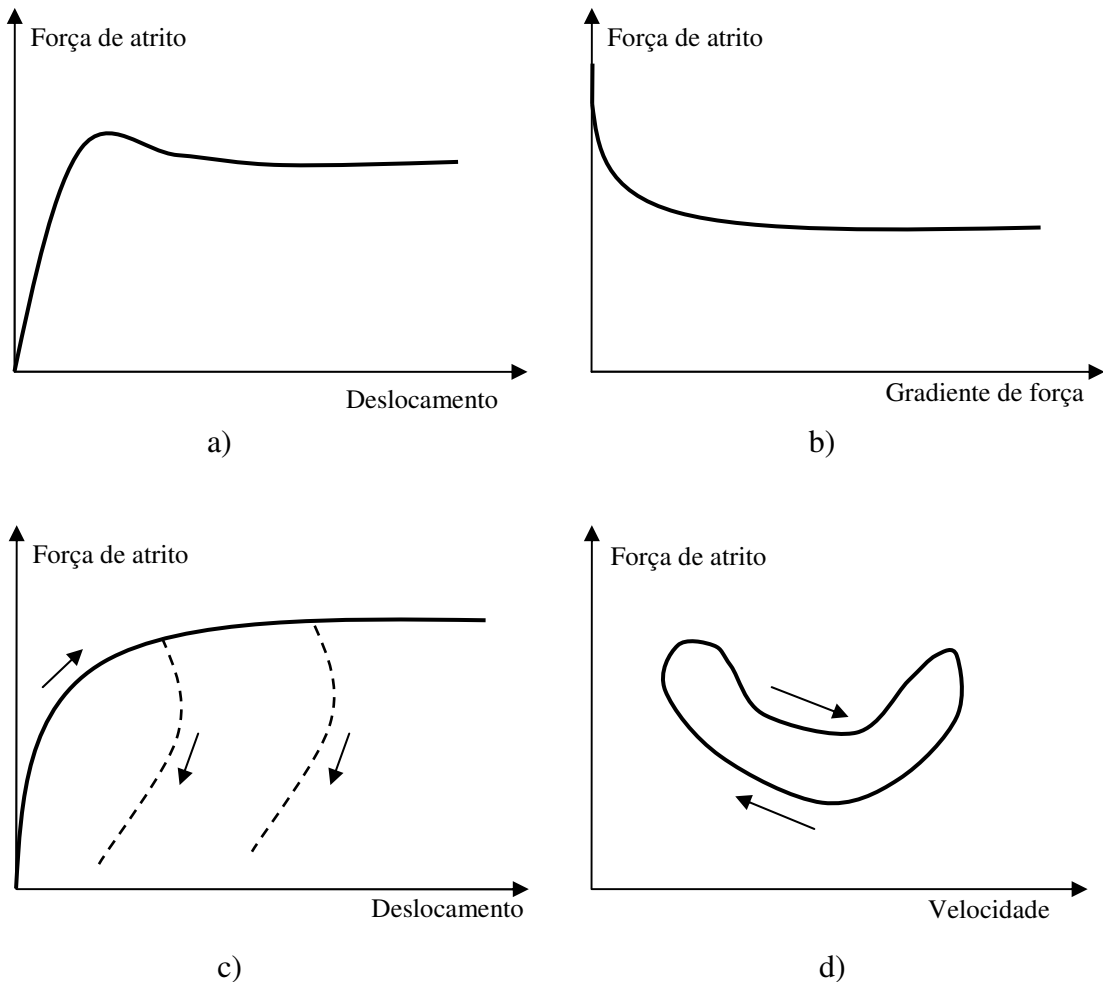 Força de atrito
Deslocamento
a)
Força de atrito
Gradiente de força
b)
Força de atrito
Deslocamento
c)
Força de atrito
Velocidade
d)